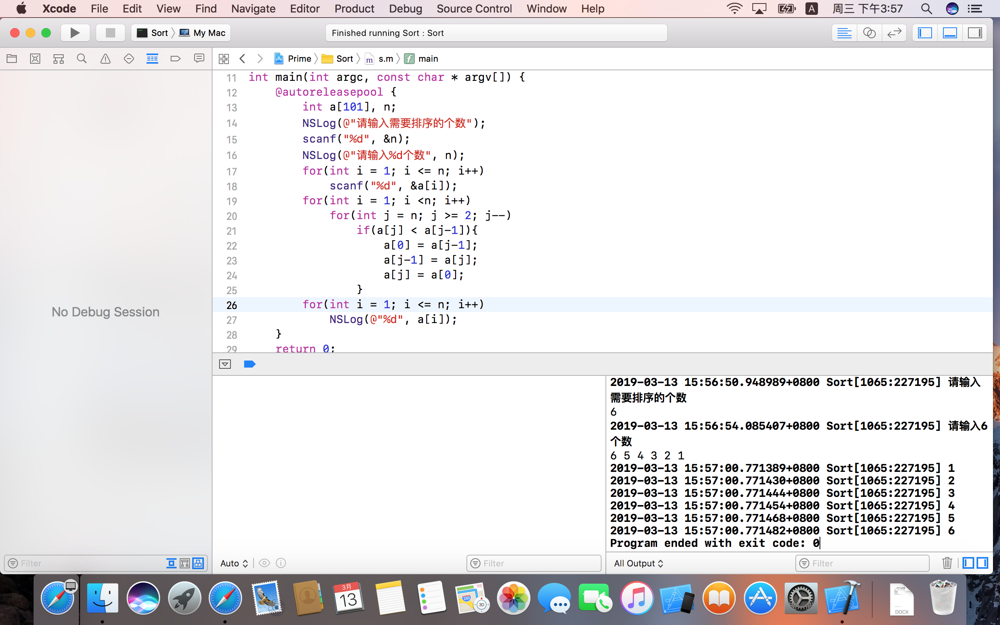 Xcode File Edit View Find Navigate Editor Product Debug Source Control Window Help A 周三 下午3:57
Sort My Mac Finished running Sort : Sort
Prime Sort m s.m f main
11 int main(int argc, const char * argv[]) {
12 @autoreleasepool {
13 int a[101], n;
14 NSLog(@"请输入需要排序的个数");
15 scanf("%d", &n);
16 NSLog(@"请输入%d个数", n);
17 for(int i = 1; i <= n; i++)
18 scanf("%d", &a[i]);
19 for(int i = 1; i <n; i++)
20 for(int j = n; j >= 2; j--)
21 if(a[j] < a[j-1]){
22 a[0] = a[j-1];
23 a[j-1] = a[j];
24 a[j] = a[0];
25 }
26 for(int i = 1; i <= n; i++)
27 NSLog(@"%d", a[i]);
28 }
29 return 0;
No Debug Session
2019-03-13 15:56:50.948989+0800 Sort[1065:227195] 请输入
需要排序的个数
6
2019-03-13 15:56:54.085407+0800 Sort[1065:227195] 请输入6
个数
6 5 4 3 2 1
2019-03-13 15:57:00.771389+0800 Sort[1065:227195] 1
2019-03-13 15:57:00.771430+0800 Sort[1065:227195] 2
2019-03-13 15:57:00.771444+0800 Sort[1065:227195] 3
2019-03-13 15:57:00.771454+0800 Sort[1065:227195] 4
2019-03-13 15:57:00.771468+0800 Sort[1065:227195] 5
2019-03-13 15:57:00.771482+0800 Sort[1065:227195] 6
Program ended with exit code: 0
Filter Auto Filter All Output Filter
3月
13
280
3D
DOCX